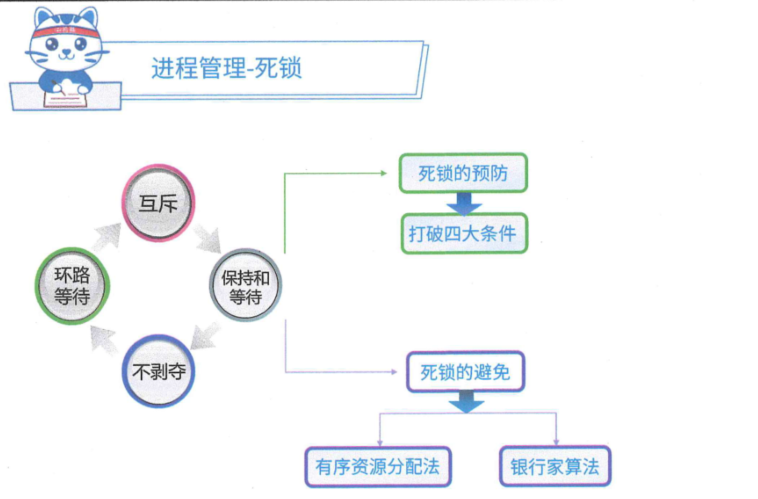 进程管理-死锁
互斥
保持和
等待
不剥夺
环路
等待
死锁的预防
打破四大条件
死锁的避免
有序资源分配法
银行家算法